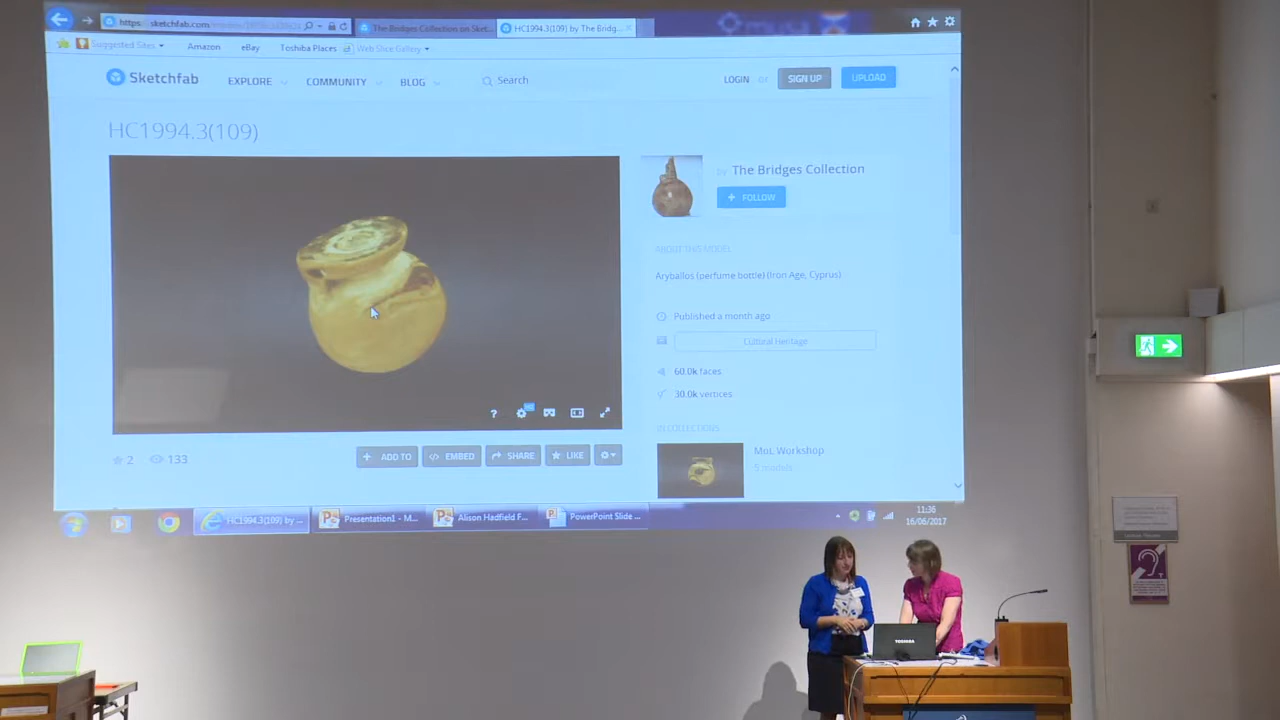 https sketchfab.com
The Bridges Collection on Sket...
HC1994.3(109) by The Bridg...
Suggested Sites
Amazon
eBay
Toshiba Places
Web Slice Gallery
Sketchfab
EXPLORE
COMMUNITY
BLOG
Search
LOGIN
OR
SIGN UP
UPLOAD
HC1994.3(109)
by The Bridges Collection
+ FOLLOW
ABOUT THIS MODEL
Aryballos (perfume bottle) (Iron Age, Cyprus)
Published a month ago
Cultural Heritage
60.0k faces
30.0k vertices
IN COLLECTIONS
MoL Workshop
5 models
?
2
133
+ ADD TO
</> EMBED
SHARE
LIKE
HC1994.3(109) by ...
Presentation1 - M...
Alison Hadfield F...
PowerPoint Slide ...
11:36
16/06/2017
TOSHIBA